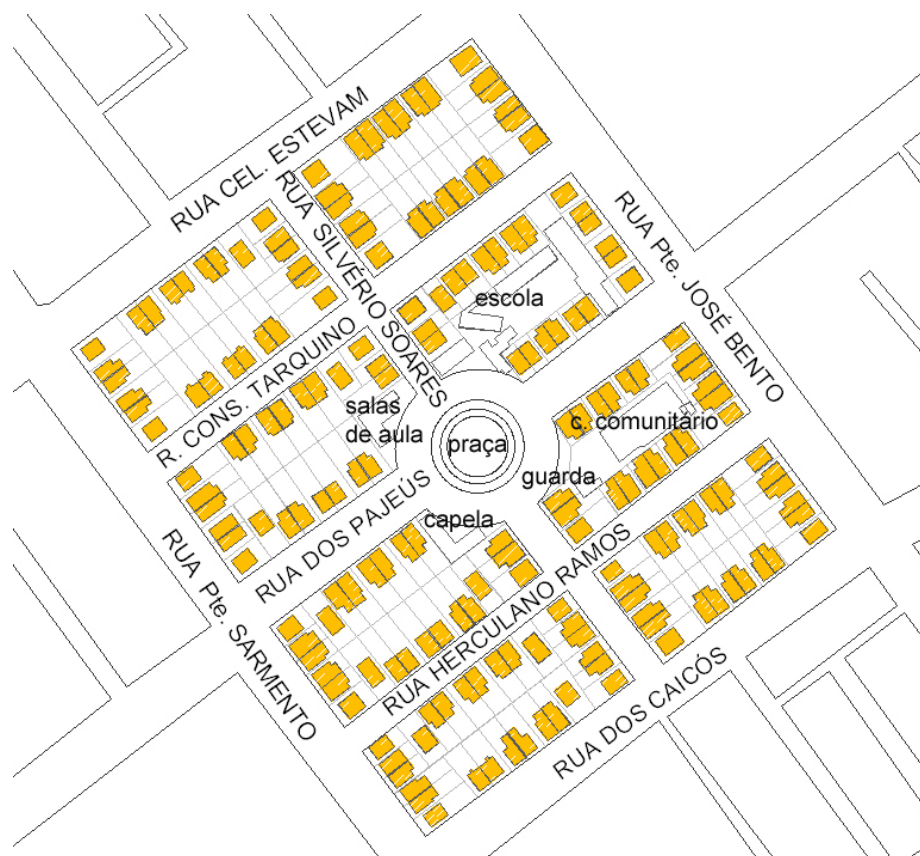 RUA CEL. ESTEVAM
RUA SILVÉRIO SOARES
RUA Pte. JOSÉ BENTO
escola
R. CONS. TARQUINO
salas
de aula
praça
c. comunitário
guarda
capela
RUA DOS PAJEÚS
RUA Pte. SARMENTO
RUA HERCULANO RAMOS
RUA DOS CAICÓS